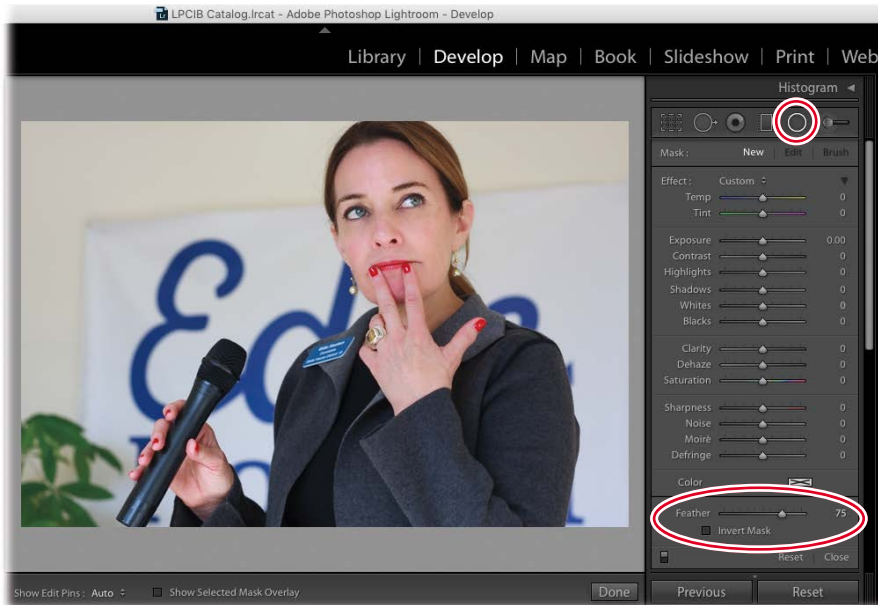 LPCIB Catalog.lrcat - Adobe Photoshop Lightroom - Develop
Library | Develop | Map | Book | Slideshow | Print | Web
Histogram
Mask : New | Edit | Brush
Effect : Custom
Temp 0
Tint 0
Exposure 0.00
Contrast 0
Highlights 0
Shadows 0
Whites 0
Blacks 0
Clarity 0
Dehaze 0
Saturation 0
Sharpness 0
Noise 0
Moirè 0
Defringe 0
Color
Feather 75
Invert Mask
Reset Close
Show Edit Pins : Auto Show Selected Mask Overlay Done Previous Reset